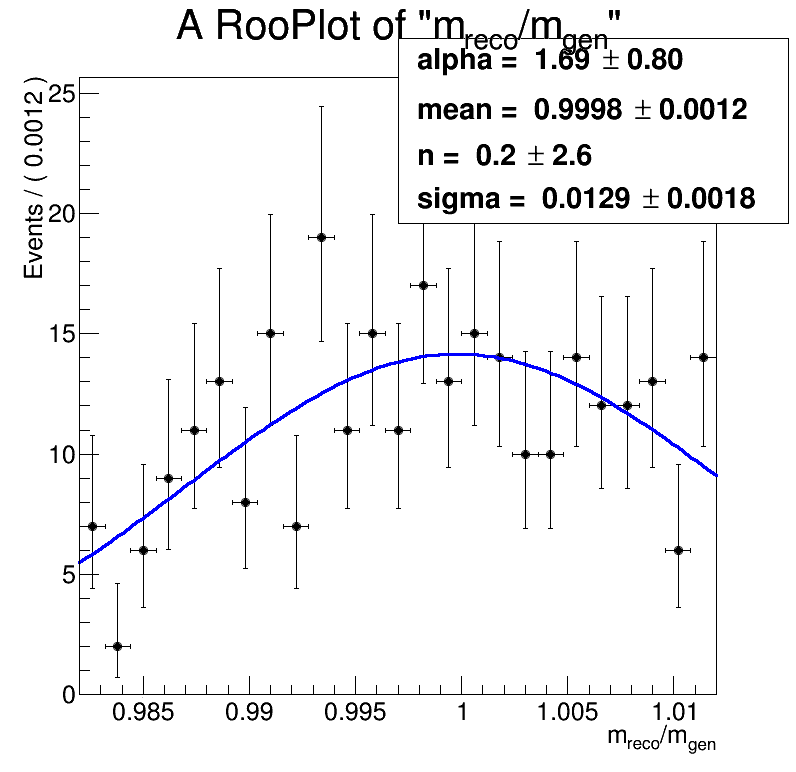 A RooPlot of "mreco/mgen"
alpha = 1.69 ± 0.80
mean = 0.9998 ± 0.0012
n = 0.2 ± 2.6
sigma = 0.0129 ± 0.0018
Events / ( 0.0012 )
25
20
15
10
5
0
0.985 0.99 0.995 1 1.005 1.01
mreco/mgen